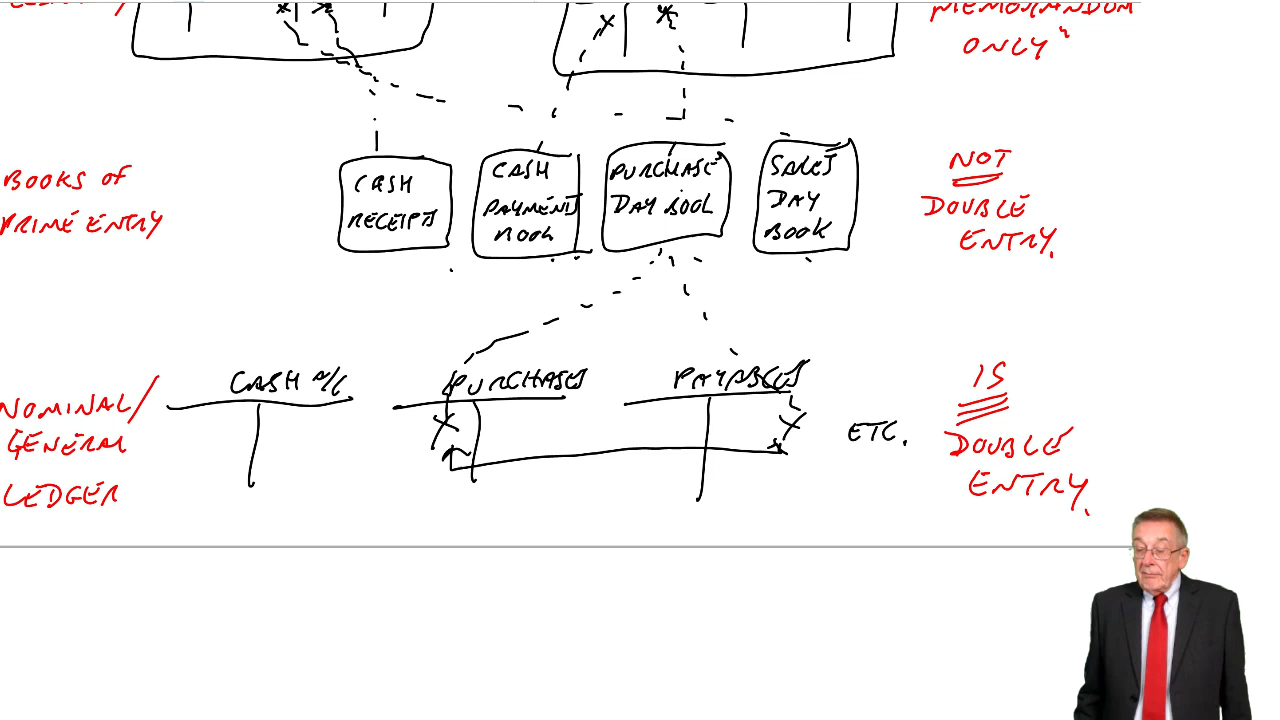 MEMORANDUM
ONLY"
BOOKS OF
PRIME ENTRY
CASH
RECEIPTS
CASH
PAYMENTS
BOOK
PURCHASES
DAY BOOK
SALES
DAY
BOOK
NOT
DOUBLE
ENTRY.
NOMINAL/
GENERAL
LEDGER
CASH A/C
PURCHASES
PAYABLES
ETC.
IS
DOUBLE
ENTRY.